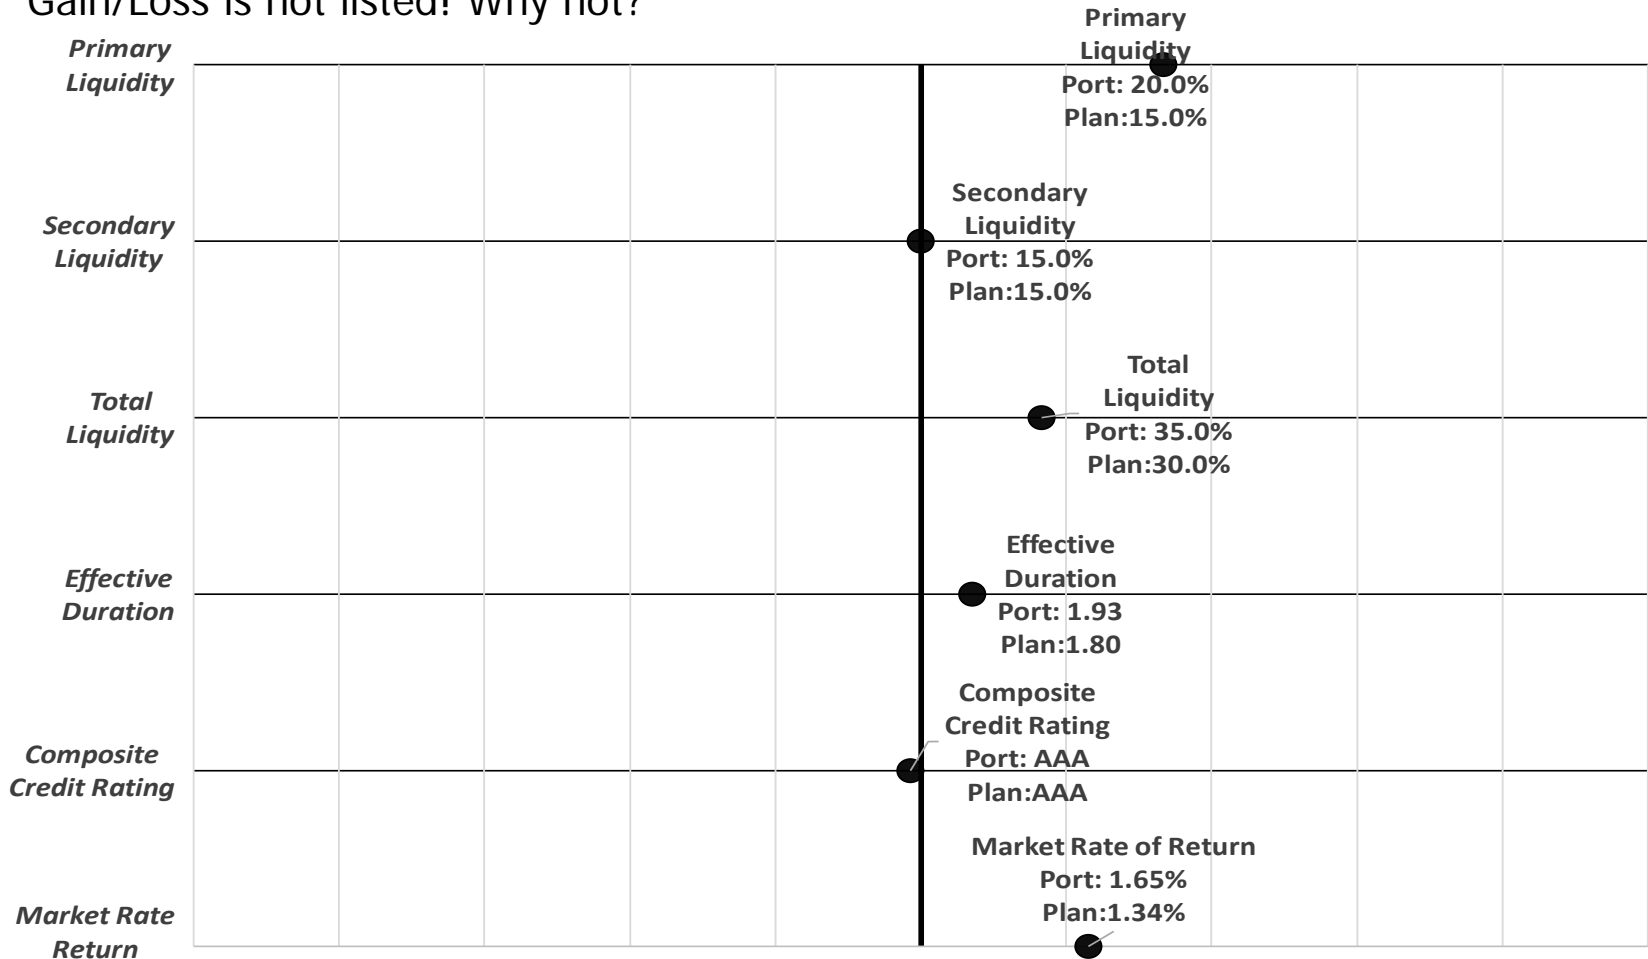 Gain/Loss is not listed! Why not?
Primary
Liquidity
Primary
Liquidity
Port: 20.0%
Plan:15.0%
Secondary
Liquidity
Secondary
Liquidity
Port: 15.0%
Plan:15.0%
Total
Liquidity
Total
Liquidity
Port: 35.0%
Plan:30.0%
Effective
Duration
Effective
Duration
Port: 1.93
Plan:1.80
Composite
Credit Rating
Composite
Credit Rating
Port: AAA
Plan:AAA
Market Rate
Return
Market Rate of Return
Port: 1.65%
Plan:1.34%